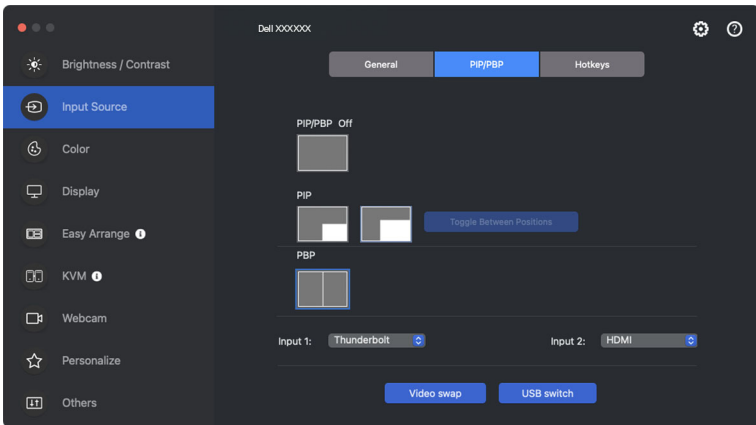 Dell XXXXXX
Brightness / Contrast
Input Source
Color
Display
Easy Arrange
KVM
Webcam
Personalize
Others
General PIP/PBP Hotkeys
PIP/PBP Off
PIP
Toggle Between Positions
PBP
Input 1: Thunderbolt Input 2: HDMI
Video swap USB switch